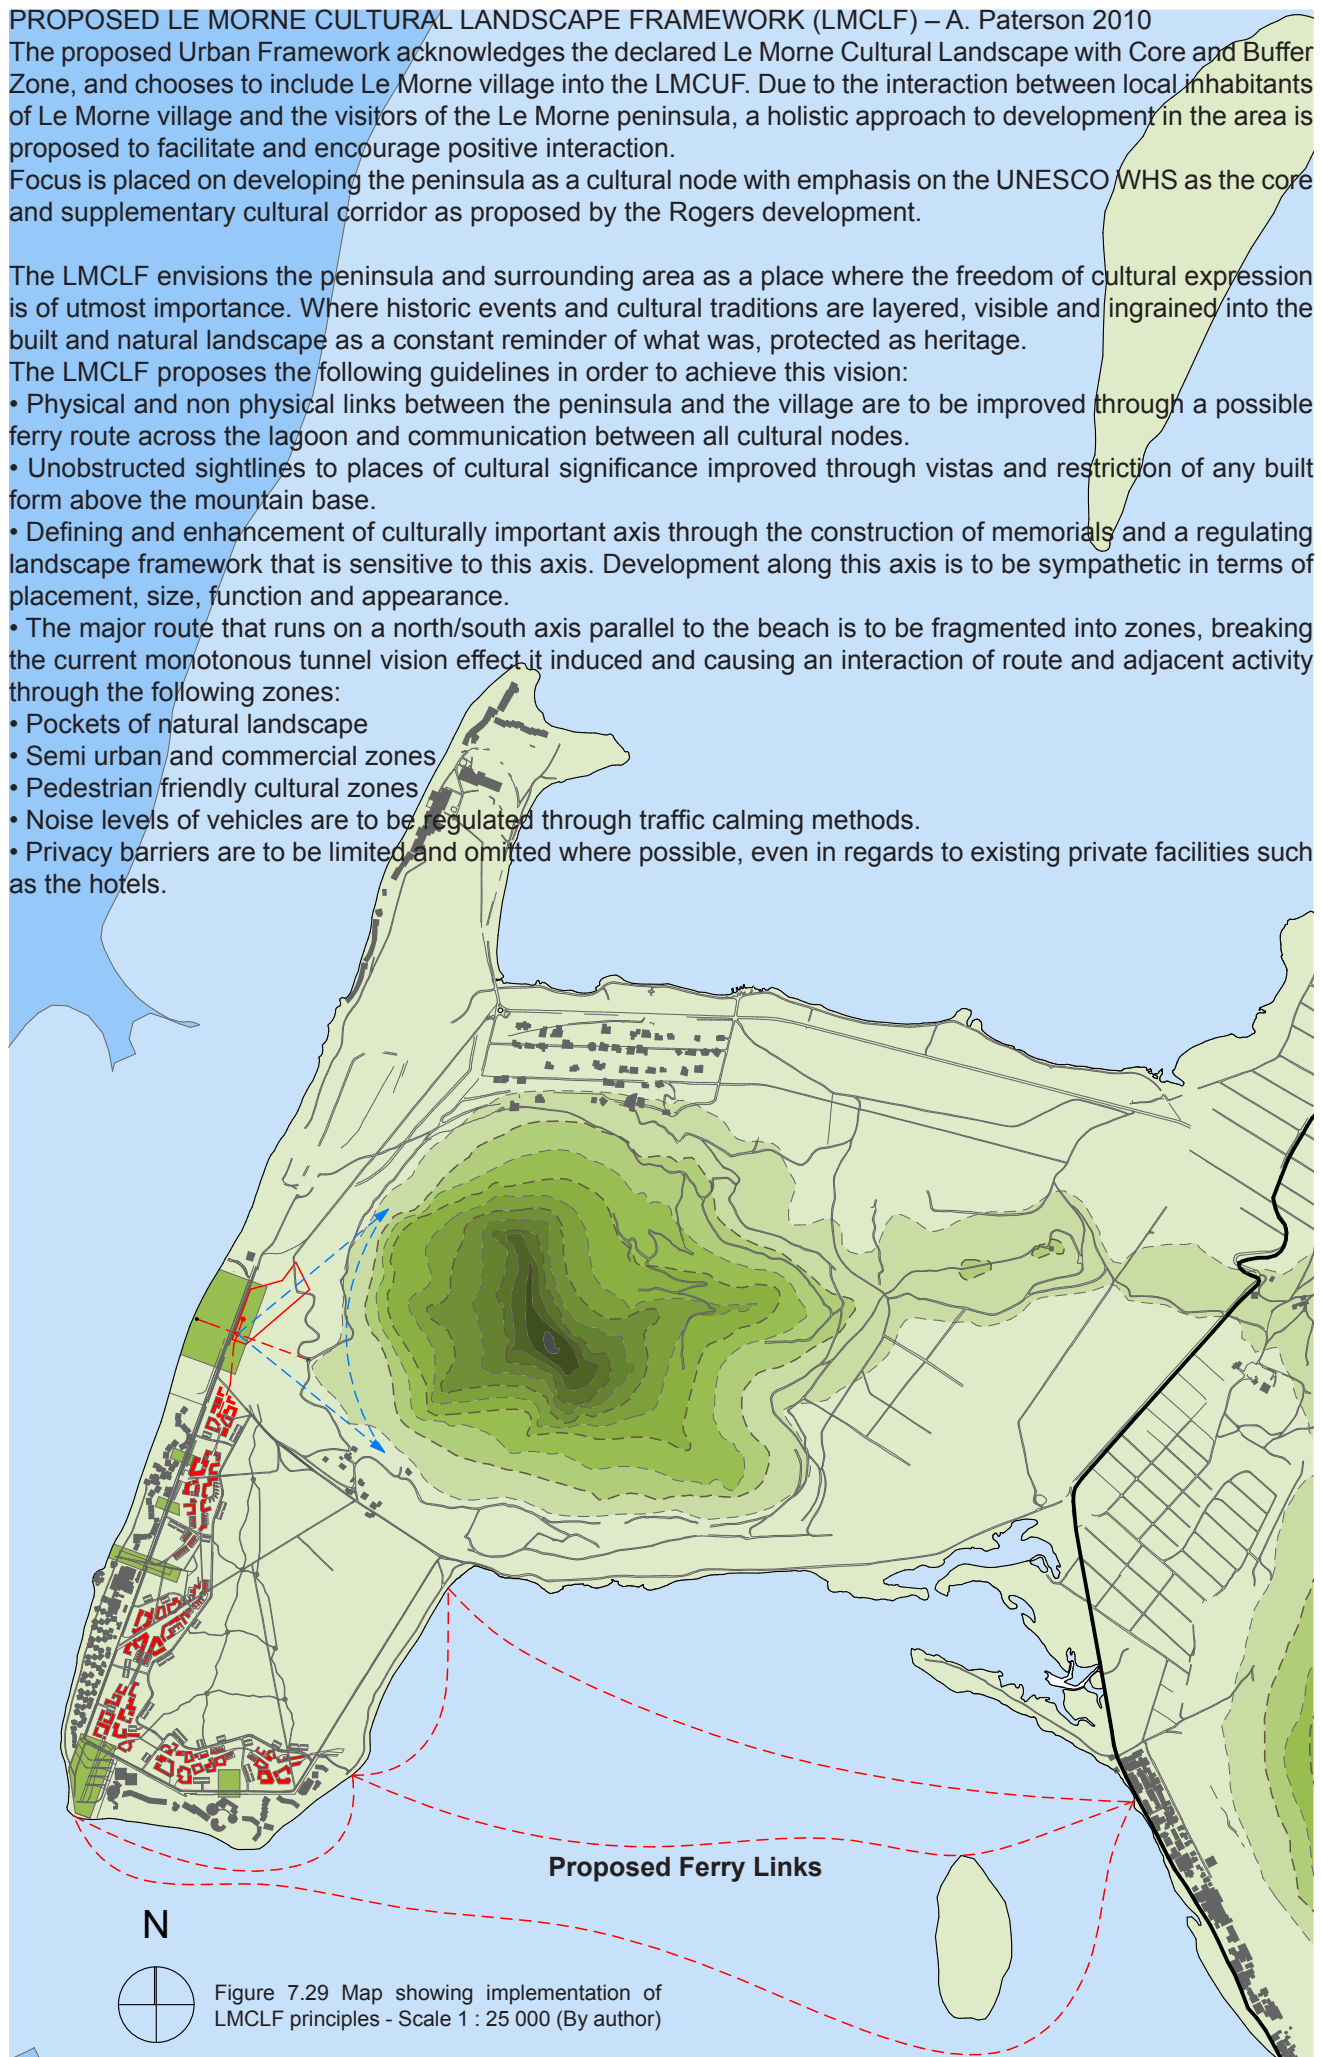 PROPOSED LE MORNE CULTURAL LANDSCAPE FRAMEWORK (LMCLF) – A. Paterson 2010
The proposed Urban Framework acknowledges the declared Le Morne Cultural Landscape with Core and Buffer
Zone, and chooses to include Le Morne village into the LMCUF. Due to the interaction between local inhabitants
of Le Morne village and the visitors of the Le Morne peninsula, a holistic approach to development in the area is
proposed to facilitate and encourage positive interaction.
Focus is placed on developing the peninsula as a cultural node with emphasis on the UNESCO WHS as the core
and supplementary cultural corridor as proposed by the Rogers development.
The LMCLF envisions the peninsula and surrounding area as a place where the freedom of cultural expression
is of utmost importance. Where historic events and cultural traditions are layered, visible and ingrained into the
built and natural landscape as a constant reminder of what was, protected as heritage.
The LMCLF proposes the following guidelines in order to achieve this vision:
• Physical and non physical links between the peninsula and the village are to be improved through a possible
ferry route across the lagoon and communication between all cultural nodes.
• Unobstructed sightlines to places of cultural significance improved through vistas and restriction of any built
form above the mountain base.
• Defining and enhancement of culturally important axis through the construction of memorials and a regulating
landscape framework that is sensitive to this axis. Development along this axis is to be sympathetic in terms of
placement, size, function and appearance.
• The major route that runs on a north/south axis parallel to the beach is to be fragmented into zones, breaking
the current monotonous tunnel vision effect it induced and causing an interaction of route and adjacent activity
through the following zones:
• Pockets of natural landscape
• Semi urban and commercial zones
• Pedestrian friendly cultural zones
• Noise levels of vehicles are to be regulated through traffic calming methods.
• Privacy barriers are to be limited and omitted where possible, even in regards to existing private facilities such
as the hotels.
Proposed Ferry Links
N
Figure 7.29 Map showing implementation of
LMCLF principles - Scale 1 : 25 000 (By author)